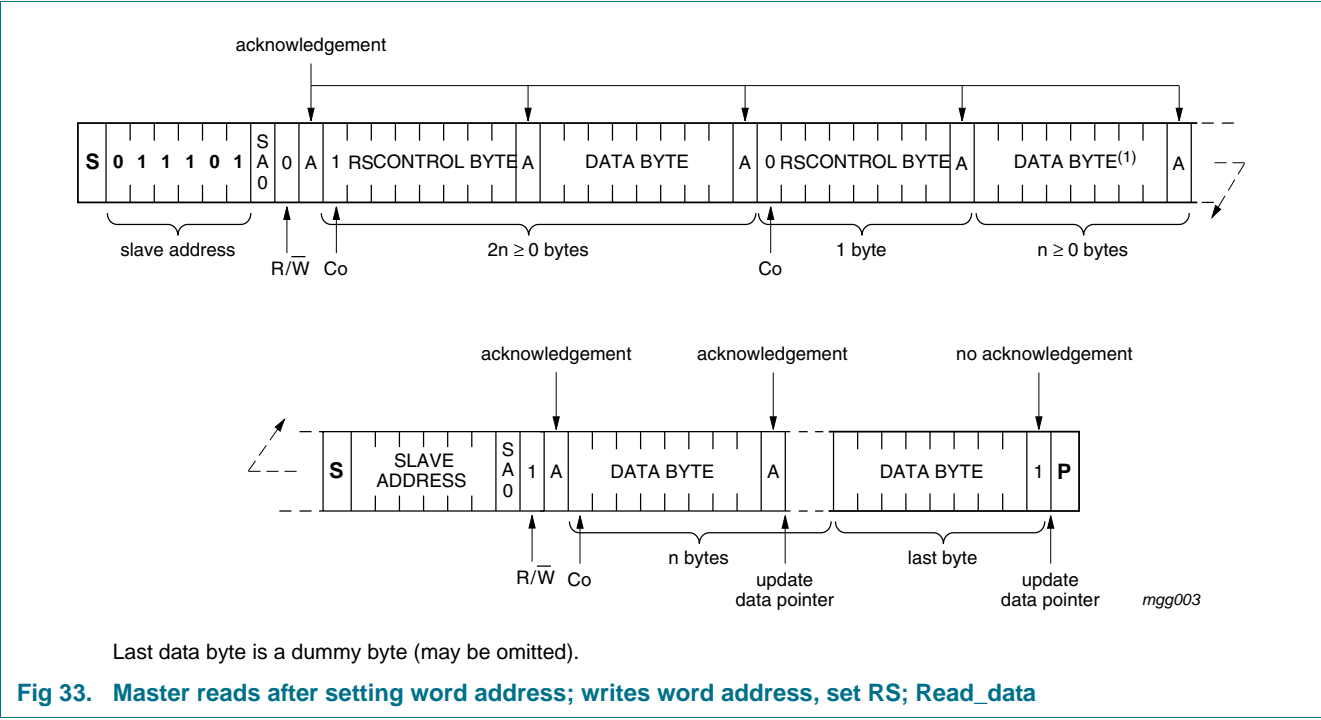 acknowledgement
S 0 1 1 1 0 1 S A 0 0 A 1 RS CONTROL BYTE A DATA BYTE A 0 RS CONTROL BYTE A DATA BYTE(1) A
slave address 2n ≥ 0 bytes 1 byte n ≥ 0 bytes
R/W̅ Co Co
acknowledgement acknowledgement no acknowledgement
S SLAVE ADDRESS S A 0 1 A DATA BYTE A DATA BYTE 1 P
n bytes last byte
R/W̅ Co update data pointer update data pointer mgg003
Last data byte is a dummy byte (may be omitted).
Fig 33. Master reads after setting word address; writes word address, set RS; Read_data